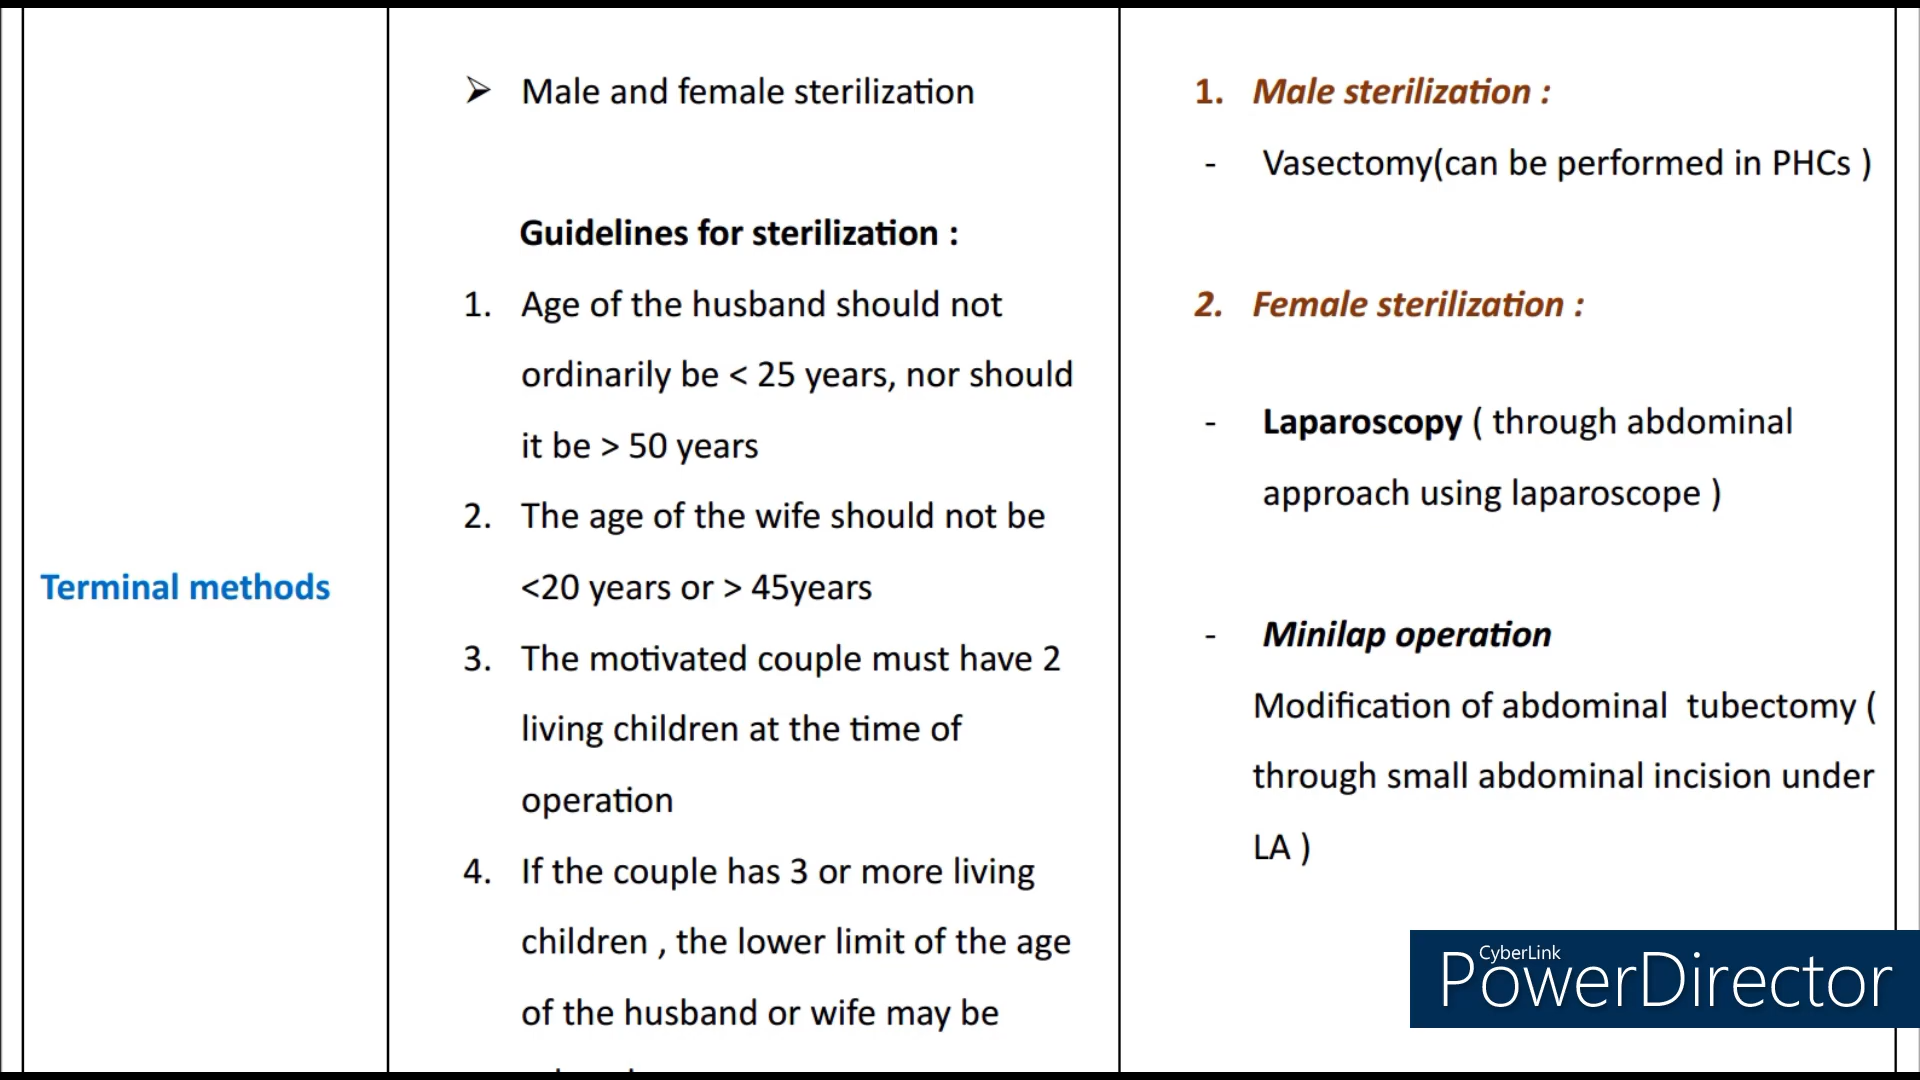 Terminal methods
➢ Male and female sterilization
Guidelines for sterilization :
1. Age of the husband should not
ordinarily be < 25 years, nor should
it be > 50 years
2. The age of the wife should not be
<20 years or > 45years
3. The motivated couple must have 2
living children at the time of
operation
4. If the couple has 3 or more living
children , the lower limit of the age
of the husband or wife may be
1. Male sterilization :
- Vasectomy(can be performed in PHCs )
2. Female sterilization :
- Laparoscopy ( through abdominal
approach using laparoscope )
- Minilap operation
Modification of abdominal tubectomy (
through small abdominal incision under
LA )
CyberLink
PowerDirector